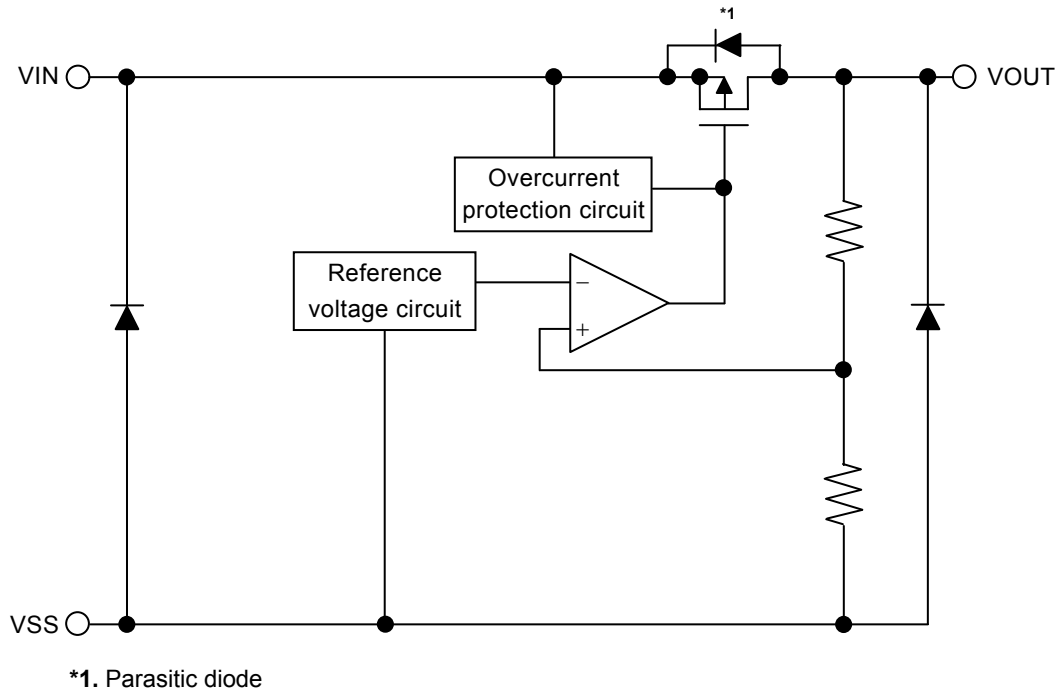 *1
VIN
VOUT
Overcurrent
protection circuit
Reference
voltage circuit
−
+
VSS
*1. Parasitic diode